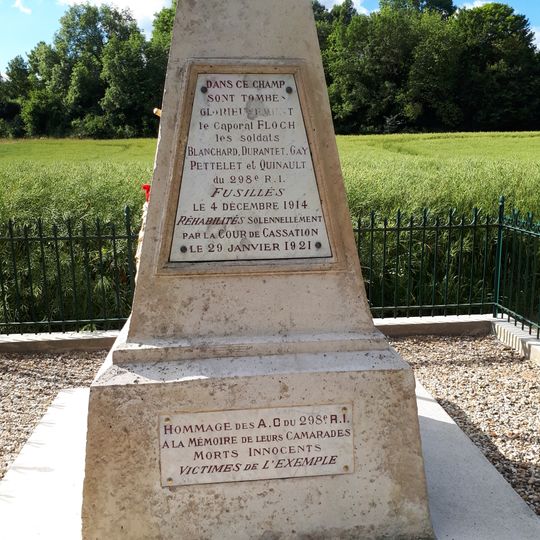 DANS CE CHAMP
SONT TOMBÉS
GLORIEUSEMENT
le Caporal FLOCH
les soldats
BLANCHARD, DURANTET, GAY
PETTELET et QUINAULT
du 298e R.I.
FUSILLÉS
LE 4 DÉCEMBRE 1914
RÉHABILITÉS SOLENNELLEMENT
PAR LA COUR DE CASSATION
LE 29 JANVIER 1921
HOMMAGE DES A.C DU 298e R.I.
A LA MÉMOIRE DE LEURS CAMARADES
MORTS INNOCENTS
VICTIMES DE L'EXEMPLE